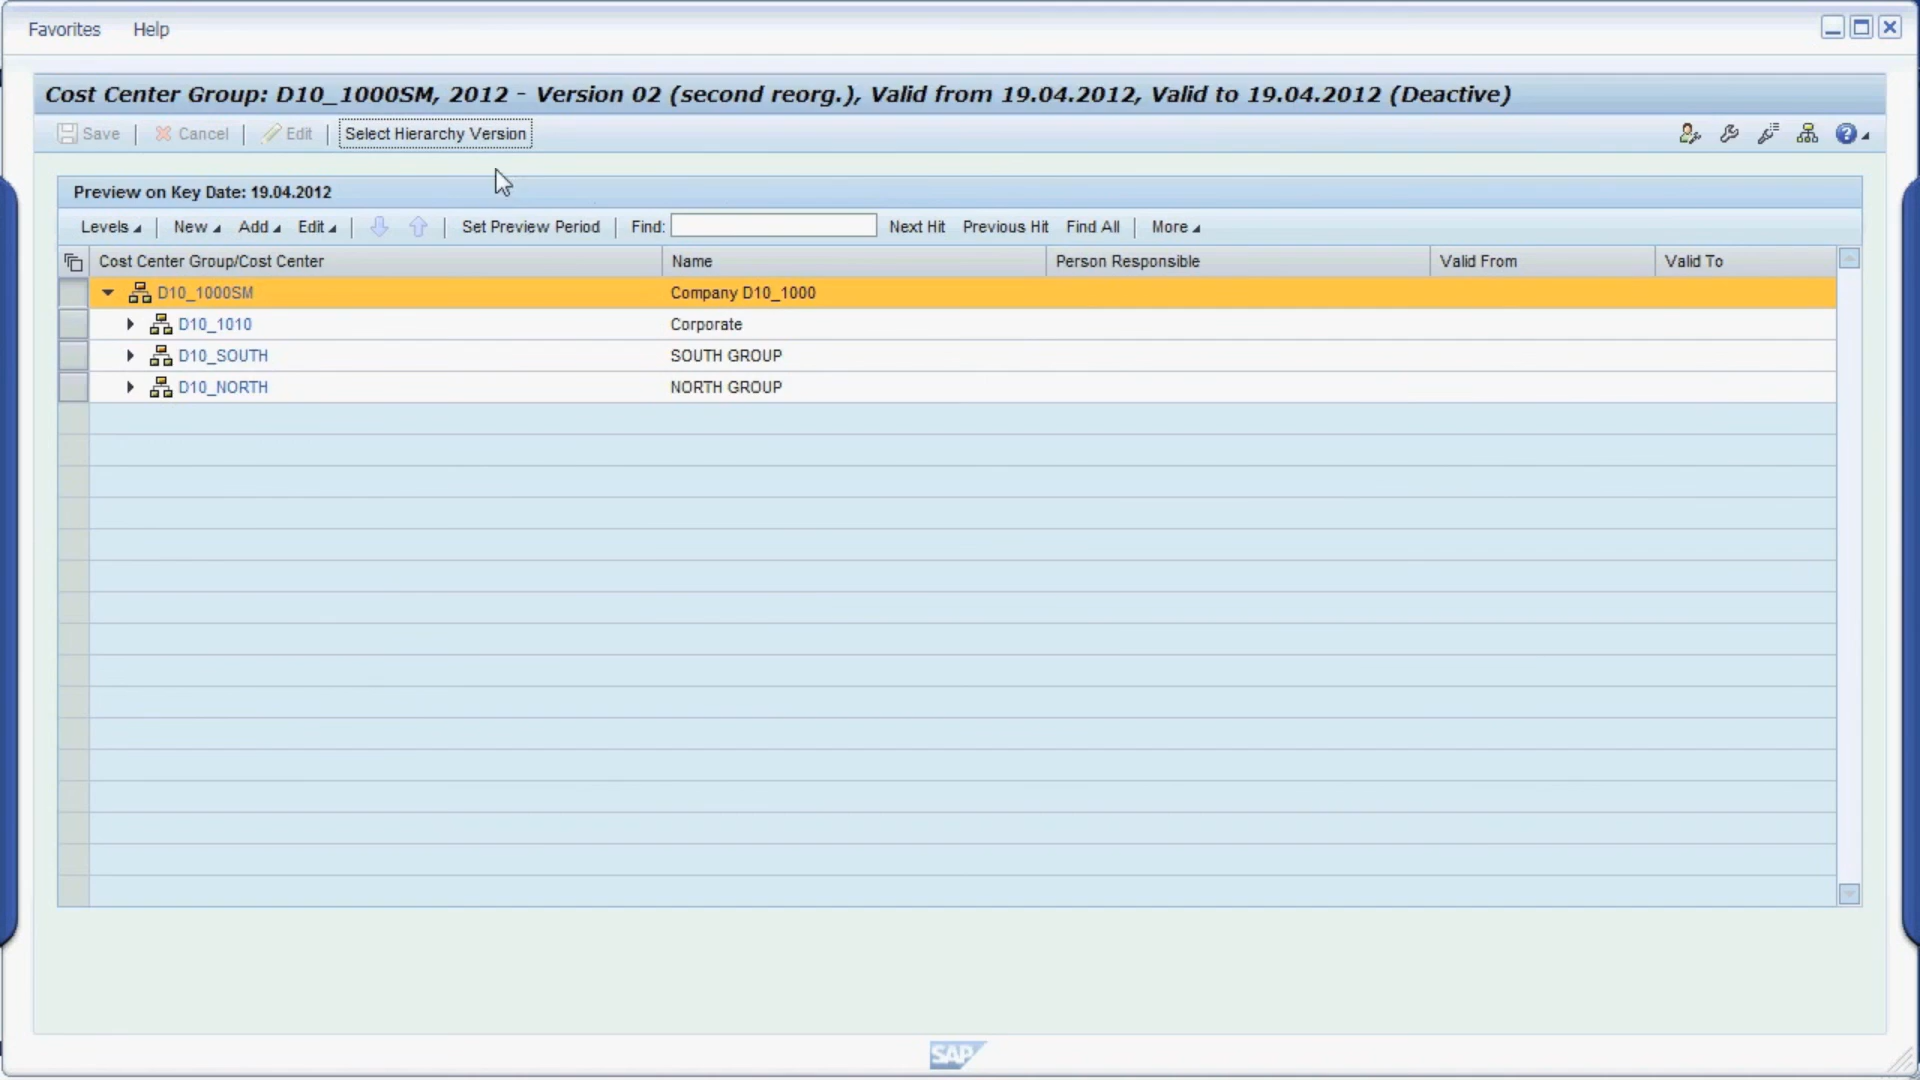 Favorites Help
Cost Center Group: D10_1000SM, 2012 - Version 02 (second reorg.), Valid from 19.04.2012, Valid to 19.04.2012 (Deactive)
Save Cancel Edit Select Hierarchy Version
Preview on Key Date: 19.04.2012
Levels New Add Edit Set Preview Period Find: Next Hit Previous Hit Find All More
Cost Center Group/Cost Center Name Person Responsible Valid From Valid To
D10_1000SM Company D10_1000
D10_1010 Corporate
D10_SOUTH SOUTH GROUP
D10_NORTH NORTH GROUP
SAP